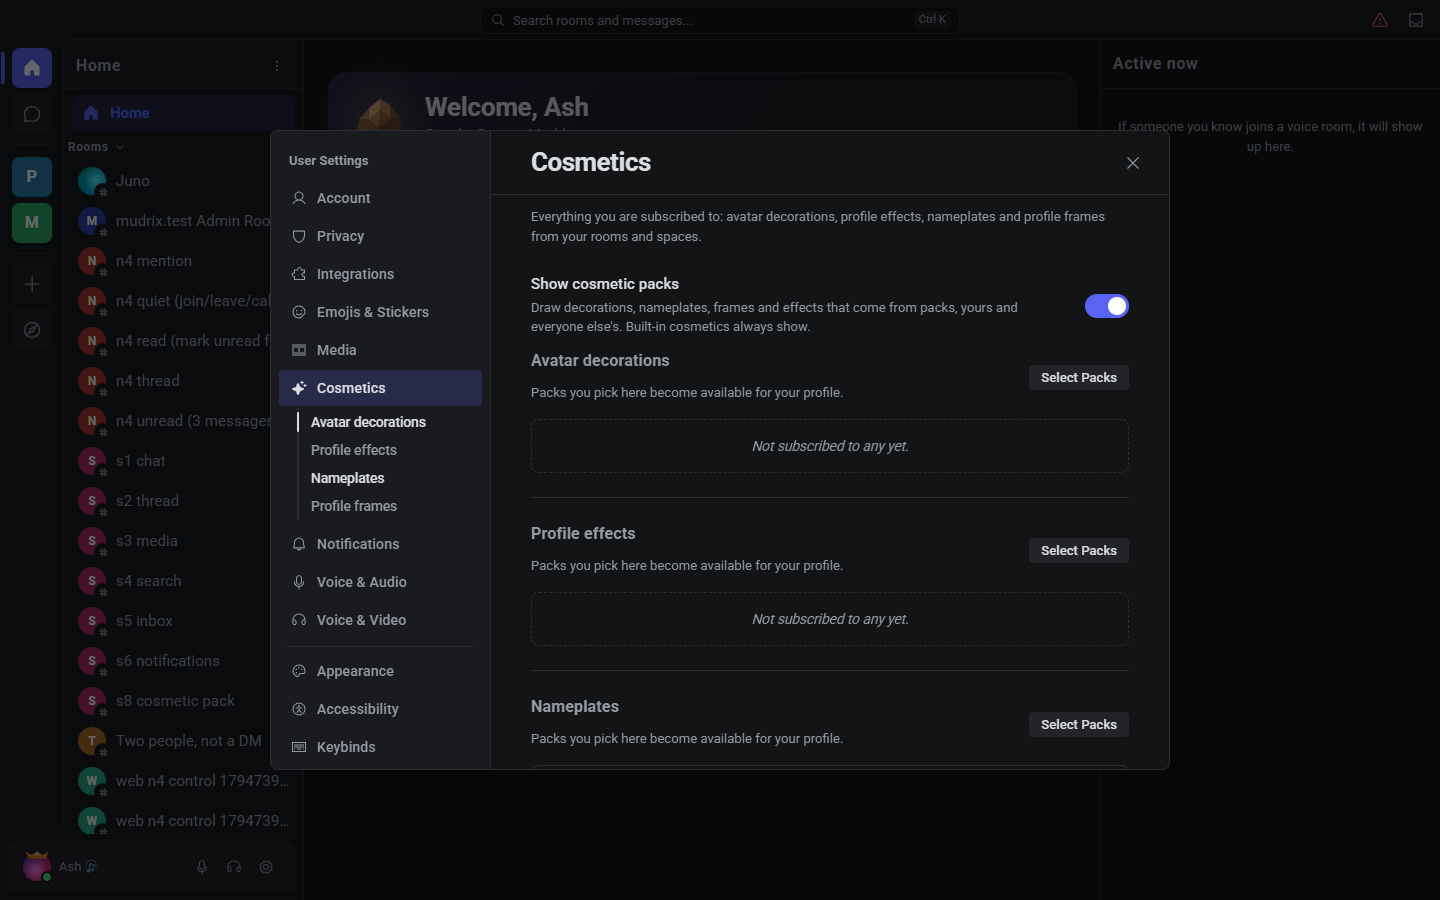 Search rooms and messages...
Ctrl K
Home
Active now
Home
Welcome, Ash
If someone you know joins a voice room, it will show
up here.
Rooms
P
M
Juno
M
mudrix.test Admin Roo
N
n4 mention
N
n4 quiet (join/leave/cal
N
n4 read (mark unread f
N
n4 thread
N
n4 unread (3 messages
S
s1 chat
S
s2 thread
S
s3 media
S
s4 search
S
s5 inbox
S
s6 notifications
S
s8 cosmetic pack
T
Two people, not a DM
W
web n4 control 1794739...
W
web n4 control 1794739...
Ash
User Settings
Account
Privacy
Integrations
Emojis & Stickers
Media
Cosmetics
Avatar decorations
Profile effects
Nameplates
Profile frames
Notifications
Voice & Audio
Voice & Video
Appearance
Accessibility
Keybinds
Cosmetics
Everything you are subscribed to: avatar decorations, profile effects, nameplates and profile frames
from your rooms and spaces.
Show cosmetic packs
Draw decorations, nameplates, frames and effects that come from packs, yours and
everyone else's. Built-in cosmetics always show.
Avatar decorations
Select Packs
Packs you pick here become available for your profile.
Not subscribed to any yet.
Profile effects
Select Packs
Packs you pick here become available for your profile.
Not subscribed to any yet.
Nameplates
Select Packs
Packs you pick here become available for your profile.